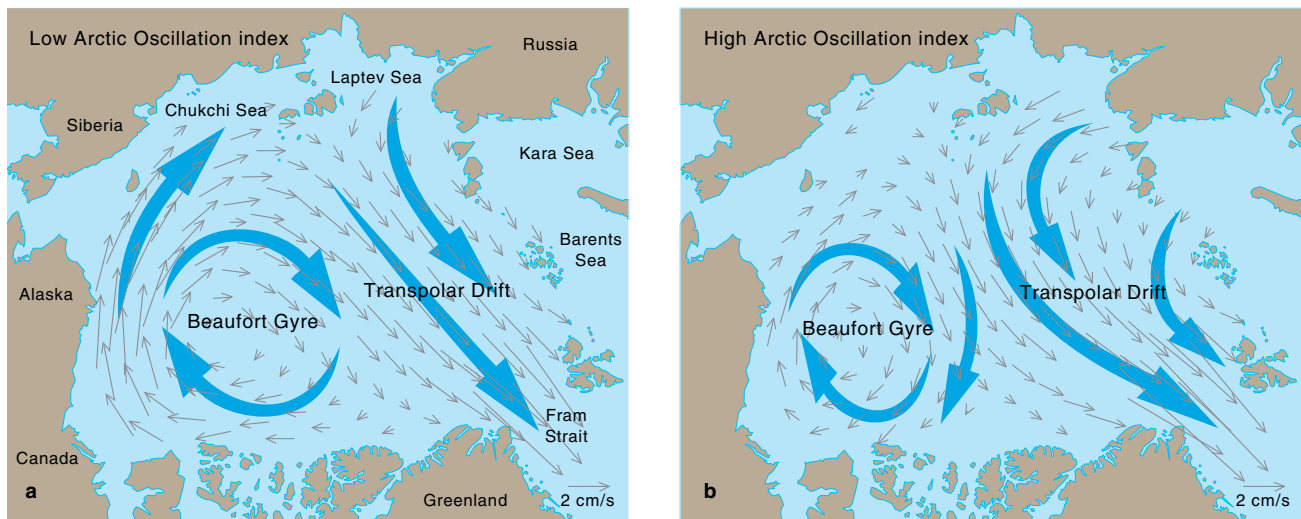 Low Arctic Oscillation index
Russia
Laptev Sea
Chukchi Sea
Siberia
Kara Sea
Barents
Sea
Alaska
Transpolar Drift
Beaufort Gyre
Fram
Strait
Canada
Greenland
2 cm/s
a
High Arctic Oscillation index
Transpolar Drift
Beaufort Gyre
2 cm/s
b